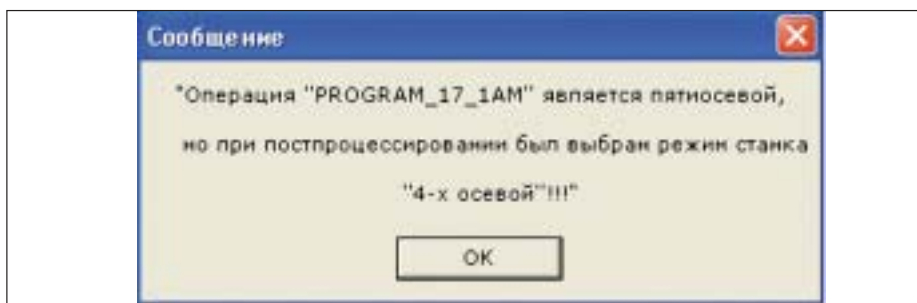 Сообщение
"Операция "PROGRAM_17_1AM" является пятиосевой,
но при постпроцессировании был выбран режим станка
"4-х осевой"!!!"
OK